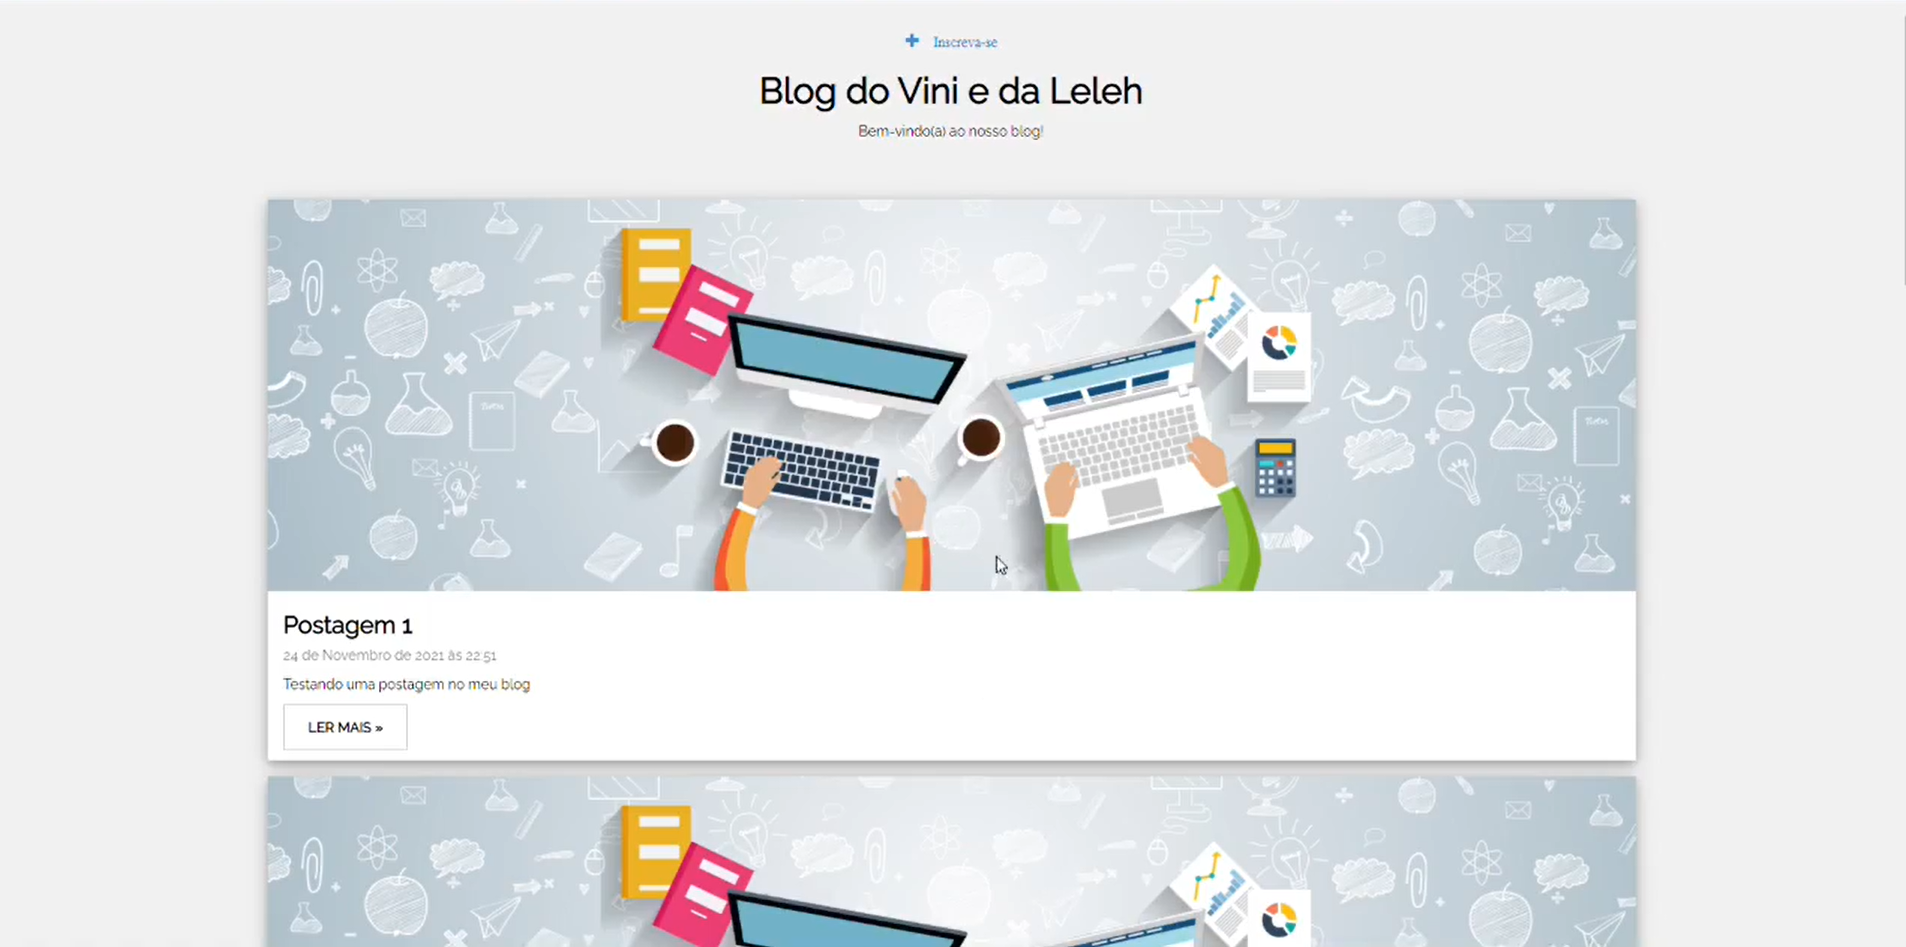 Inscreva-se
Blog do Vini e da Leleh
Bem-vindo(a) ao nosso blog!
Postagem 1
24 de Novembro de 2021 às 22:51
Testando uma postagem no meu blog
LER MAIS »